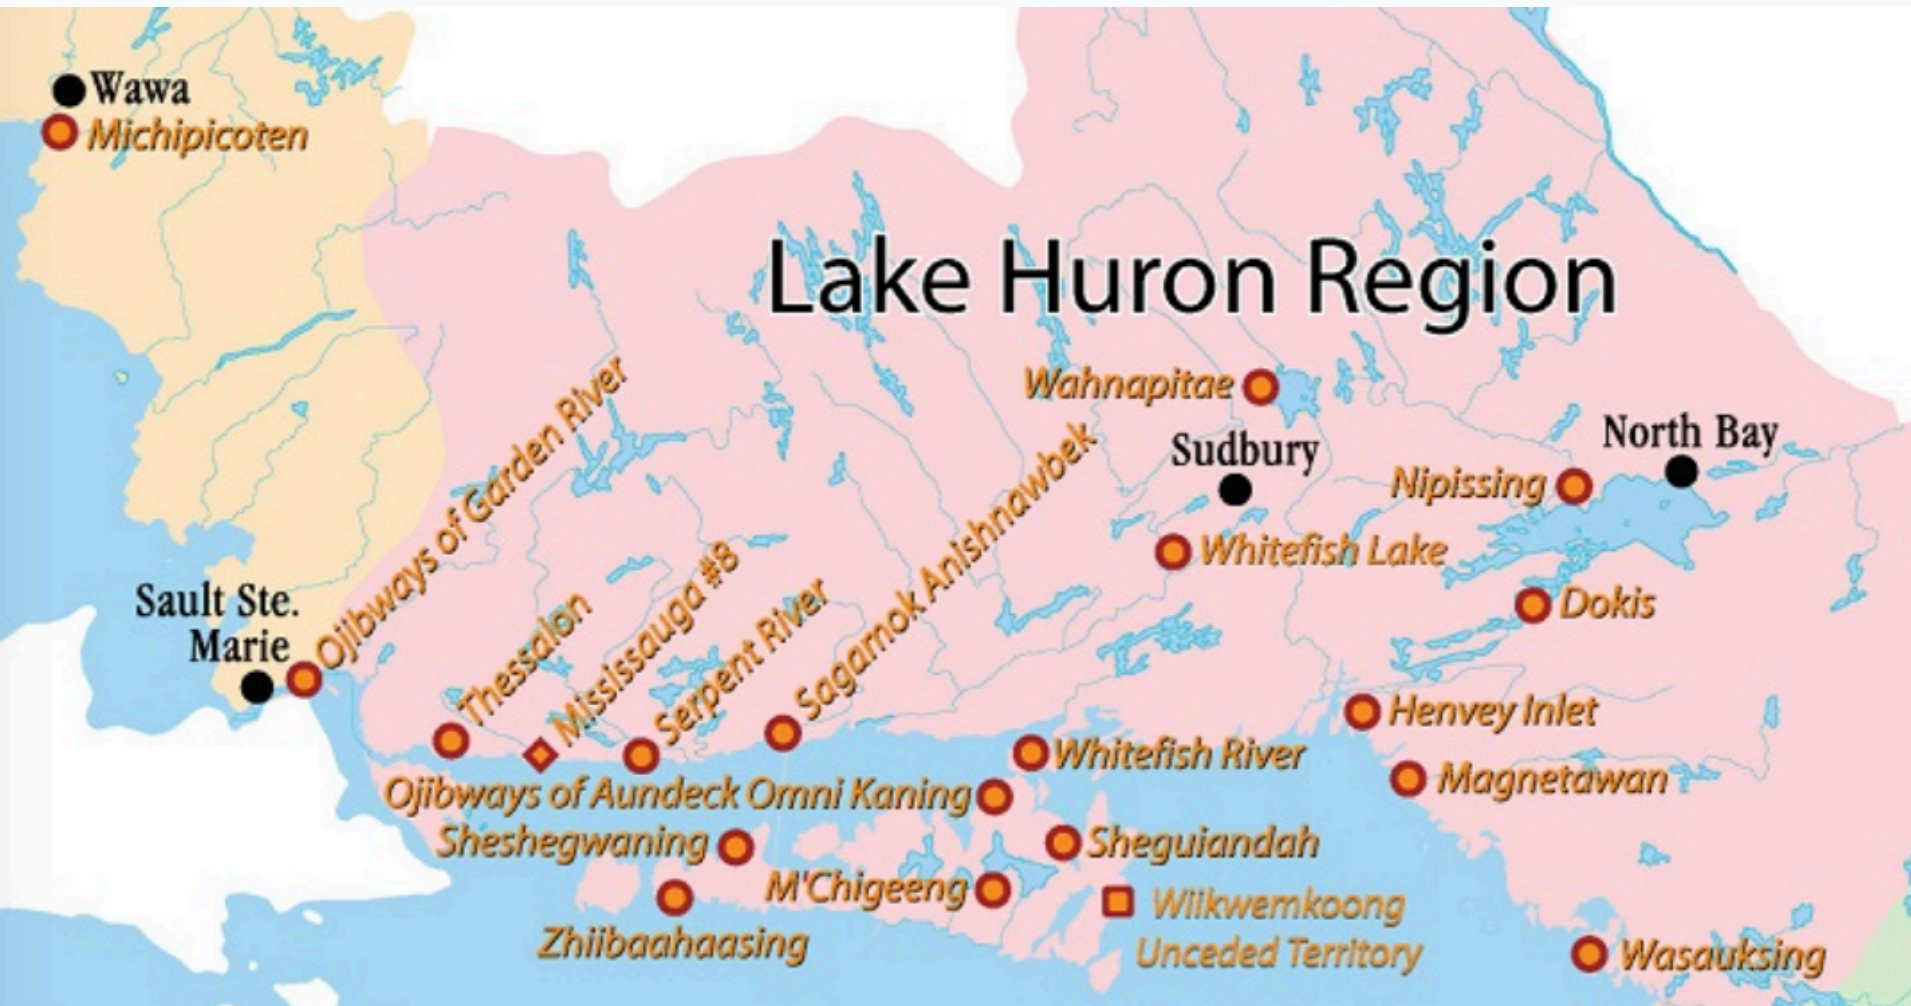 Wawa
Michipicoten
Lake Huron Region
Wahnapitae
Sudbury
North Bay
Nipissing
Whitefish Lake
Dokis
Sault Ste.
Marie
Ojibways of Garden River
Thessalon
Mississauga #8
Serpent River
Sagamok Anishnawbek
Henvey Inlet
Whitefish River
Magnetawan
Ojibways of Aundeck Omni Kaning
Sheshegwaning
Sheguiandah
M'Chigeeng
Wiikwemkoong
Unceded Territory
Zhiibaahaasing
Wasauksing